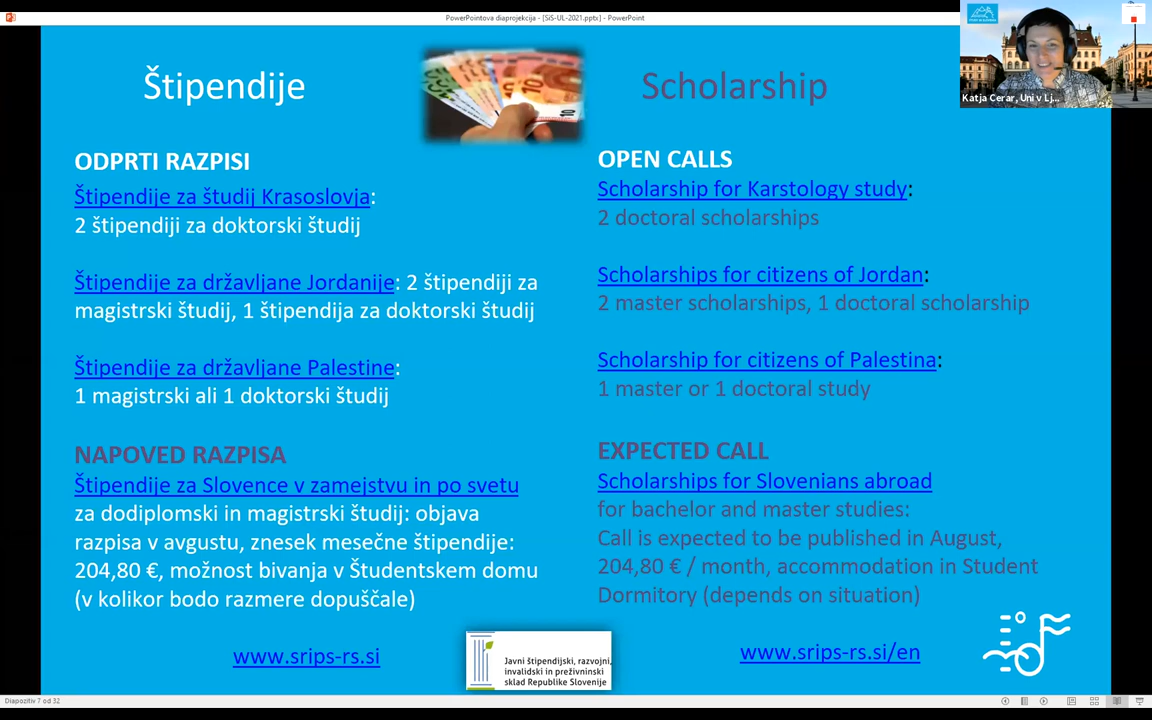 PowerPointova diaprojekcija - [SiS-UL-2021.pptx] - PowerPoint
Katja Cerar, Uni v Lj...
Štipendije
ODPRTI RAZPISI
Štipendije za študij Krasoslovja:
2 štipendiji za doktorski študij
Štipendije za državljane Jordanije: 2 štipendiji za
magistrski študij, 1 štipendija za doktorski študij
Štipendije za državljane Palestine:
1 magistrski ali 1 doktorski študij
NAPOVED RAZPISA
Štipendije za Slovence v zamejstvu in po svetu
za dodiplomski in magistrski študij: objava
razpisa v avgustu, znesek mesečne štipendije:
204,80 €, možnost bivanja v Študentskem domu
(v kolikor bodo razmere dopuščale)
www.srips-rs.si
Scholarship
OPEN CALLS
Scholarship for Karstology study:
2 doctoral scholarships
Scholarships for citizens of Jordan:
2 master scholarships, 1 doctoral scholarship
Scholarship for citizens of Palestina:
1 master or 1 doctoral study
EXPECTED CALL
Scholarships for Slovenians abroad
for bachelor and master studies:
Call is expected to be published in August,
204,80 € / month, accommodation in Student
Dormitory (depends on situation)
www.srips-rs.si/en
Javni štipendijski, razvojni,
invalidski in preživninski
sklad Republike Slovenije
Diapozitiv 7 od 32